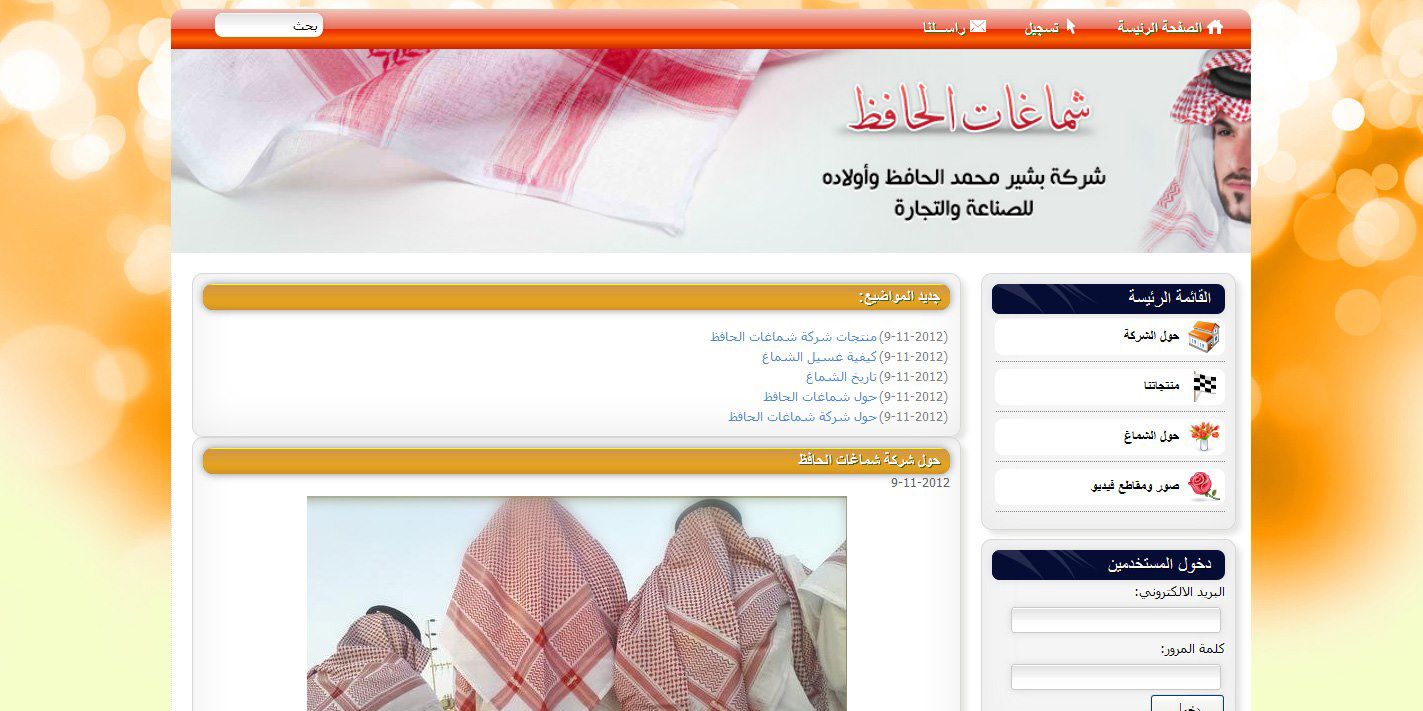 الصفحة الرئيسة
تسجيل
راســلنا
بحث
شماغات الحافظ
شركة بشير محمد الحافظ وأولاده
للصناعة والتجارة
القائمة الرئيسة
حول الشركة
منتجاتنا
حول الشماغ
صور ومقاطع فيديو
دخول المستخدمين
البريد الالكتروني:
كلمة المرور:
دخول
جديد المواضيع:
(9-11-2012) منتجات شركة شماغات الحافظ
(9-11-2012) كيفية غسيل الشماغ
(9-11-2012) تاريخ الشماغ
(9-11-2012) حول شماغات الحافظ
(9-11-2012) حول شركة شماغات الحافظ
حول شركة شماغات الحافظ
9-11-2012